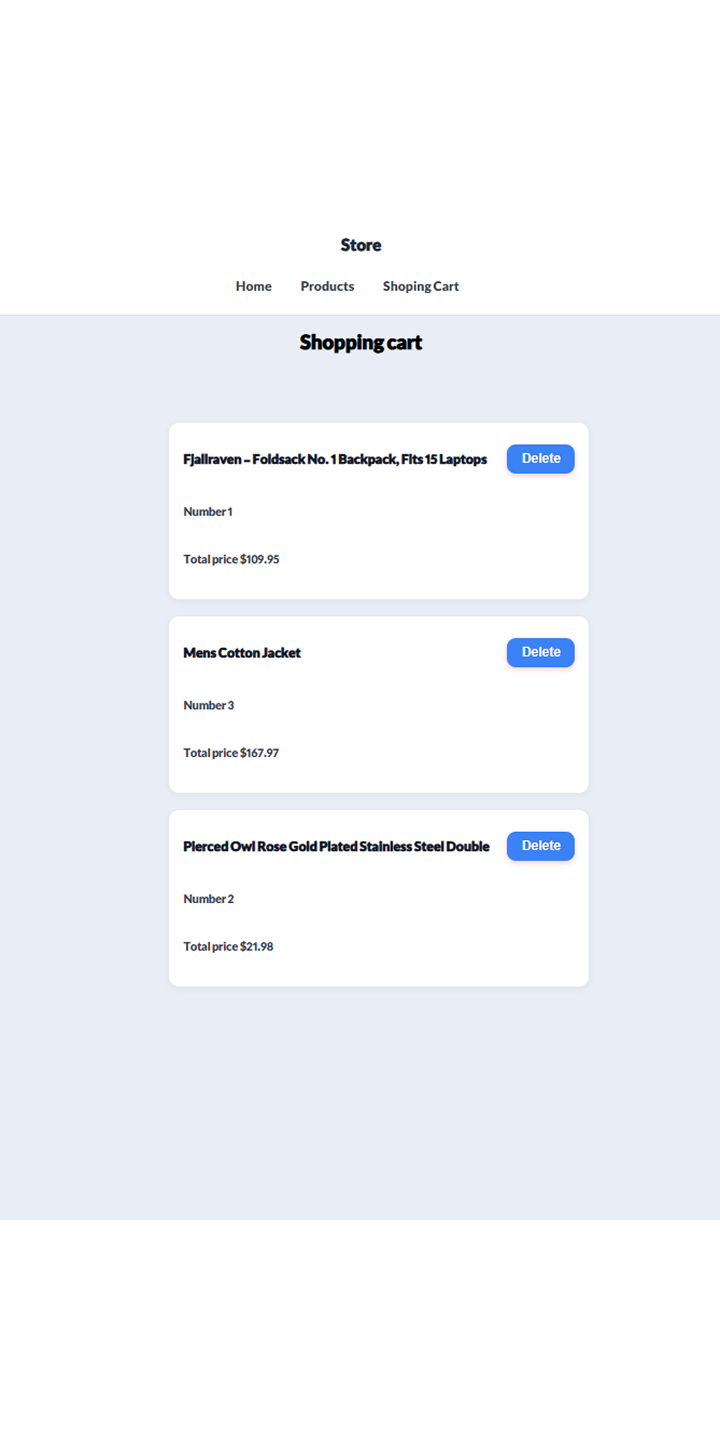 Store
Home Products Shoping Cart
Shopping cart
Fjallraven - Foldsack No. 1 Backpack, Fits 15 Laptops Delete
Number 1
Total price $109.95
Mens Cotton Jacket Delete
Number 3
Total price $167.97
Pierced Owl Rose Gold Plated Stainless Steel Double Delete
Number 2
Total price $21.98